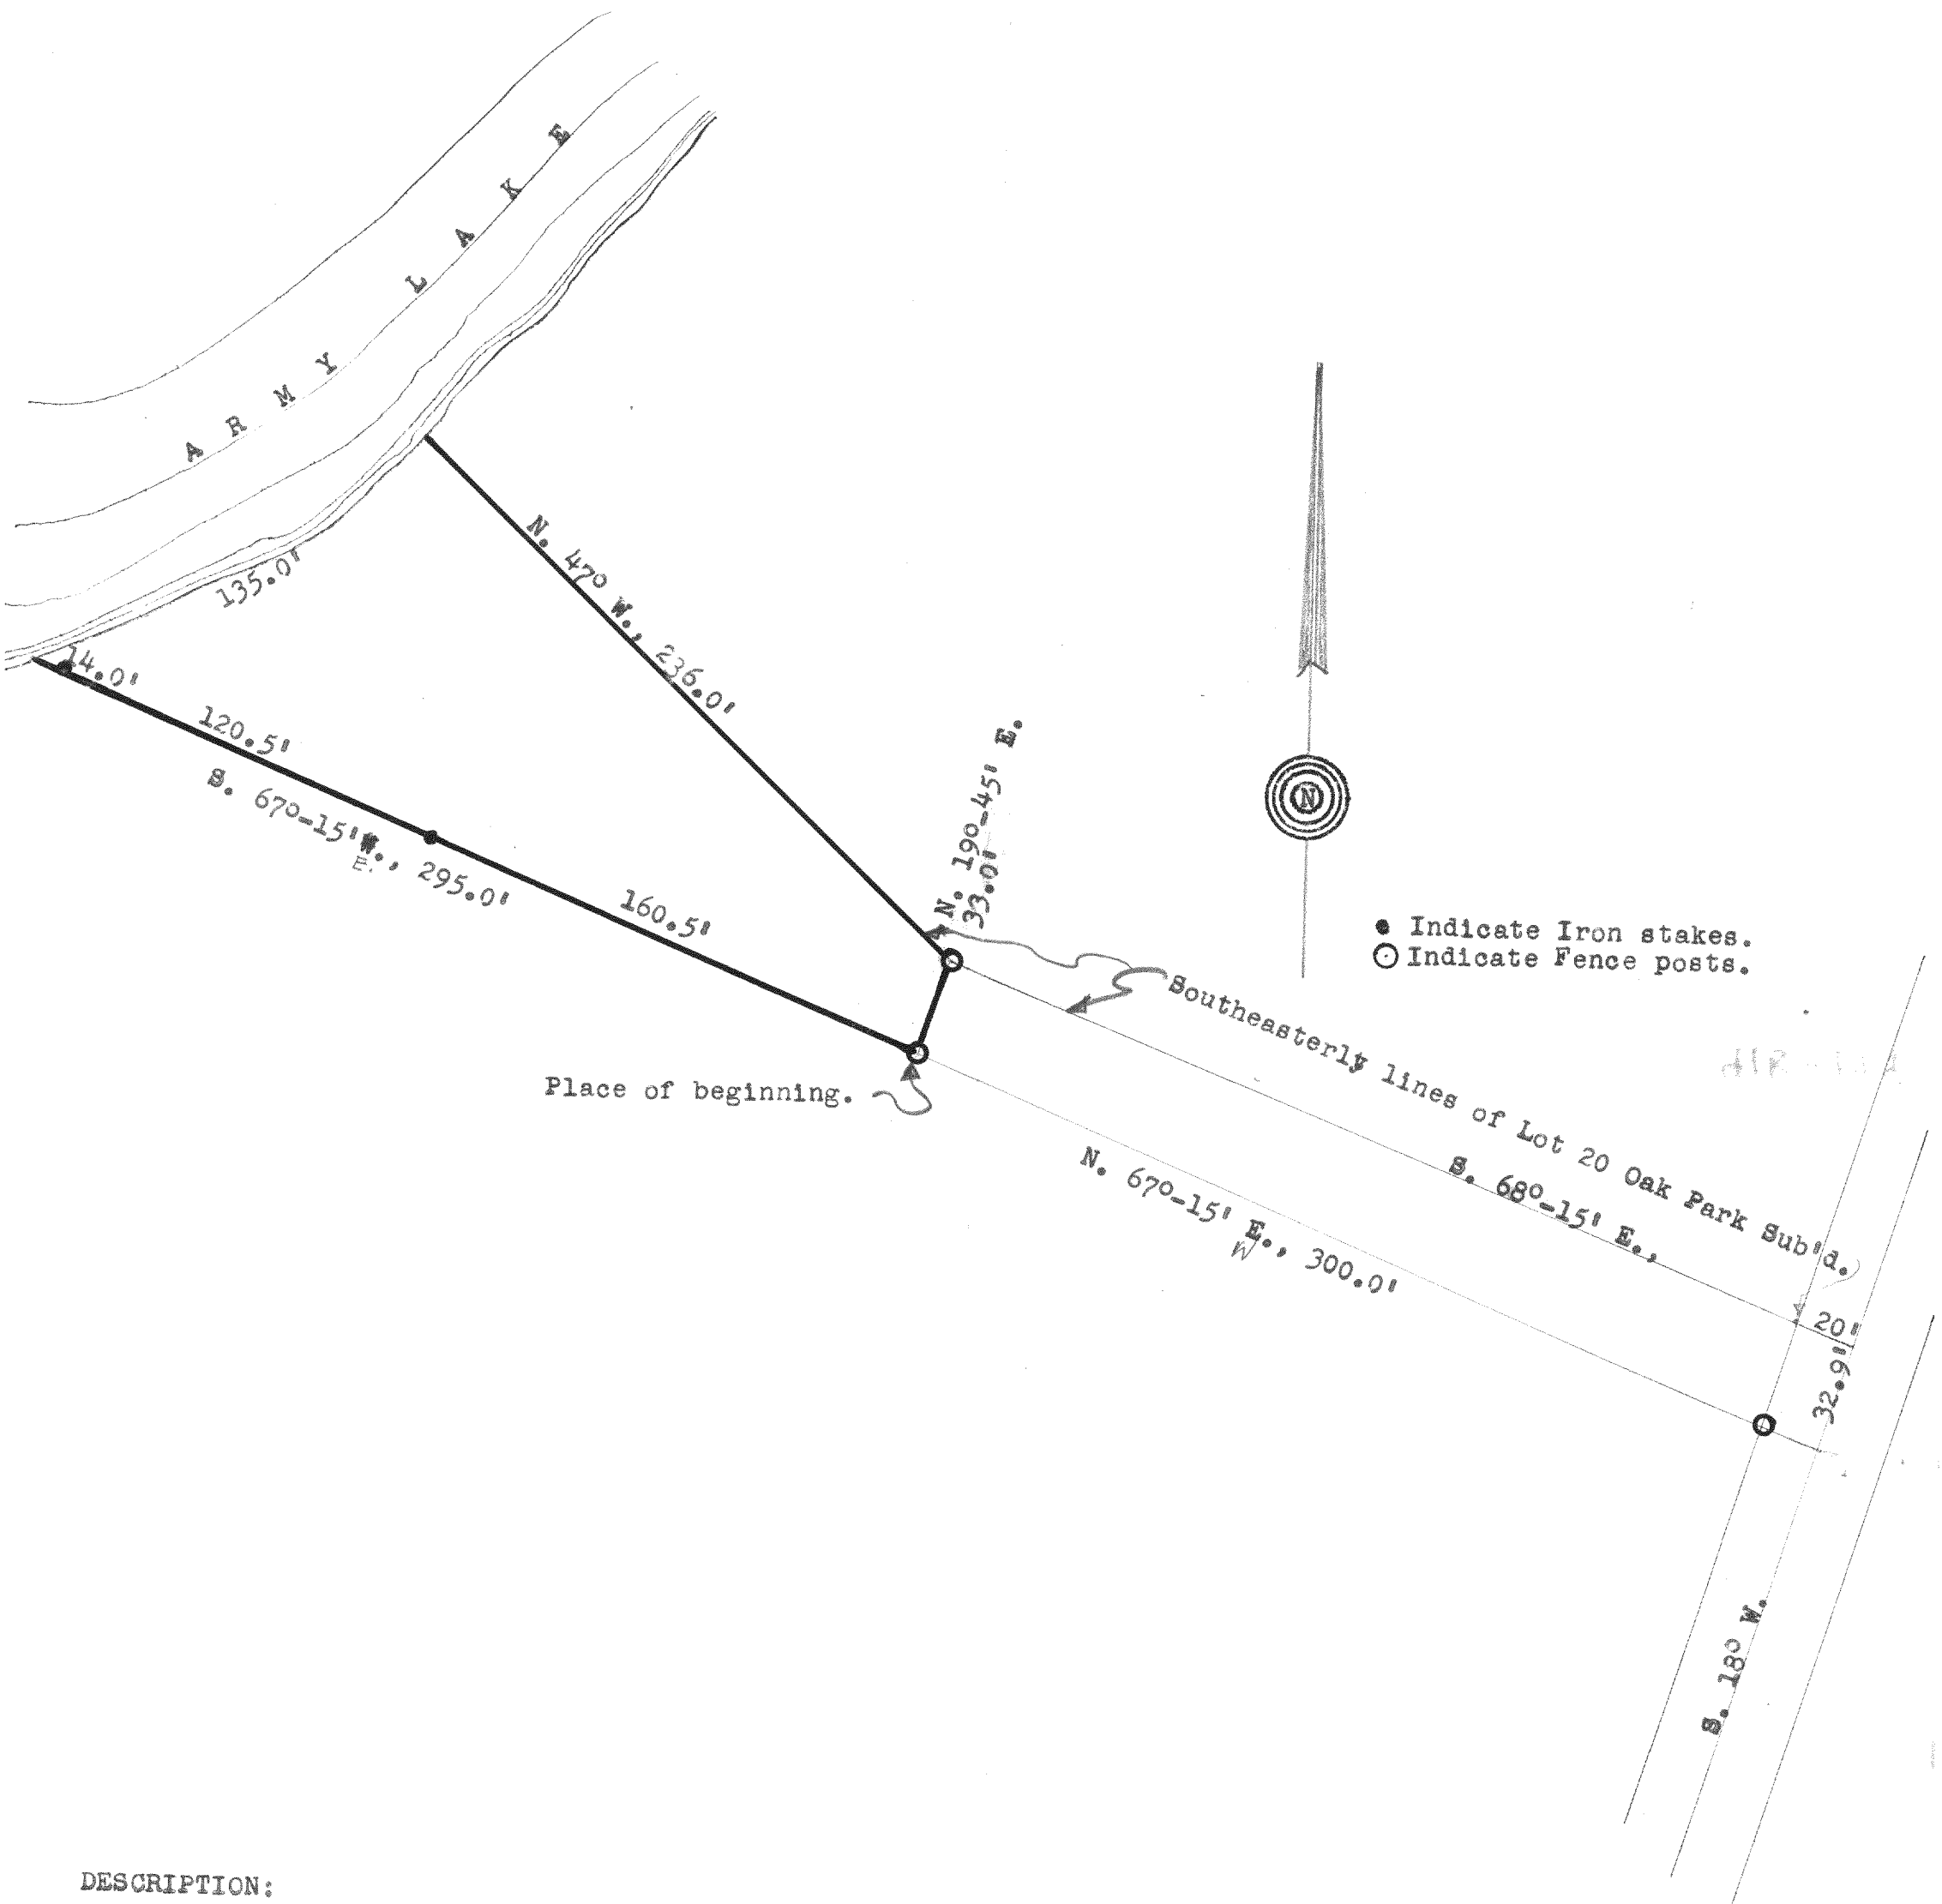 A R M Y L A K E
135.0'
N. 47° W., 236.0'
14.0'
120.5'
S. 67°-15' W., 295.0'
E.
160.5'
N. 19°-45' E.
33.0'
N
Indicate Iron stakes.
Indicate Fence posts.
Southeasterly lines of Lot 20 Oak Park Sub'd.
Place of beginning.
S. 68°-15' E.,
N. 67°-15' E., 300.0'
W
20'
32.9'
S. 18° W.
DESCRIPTION: